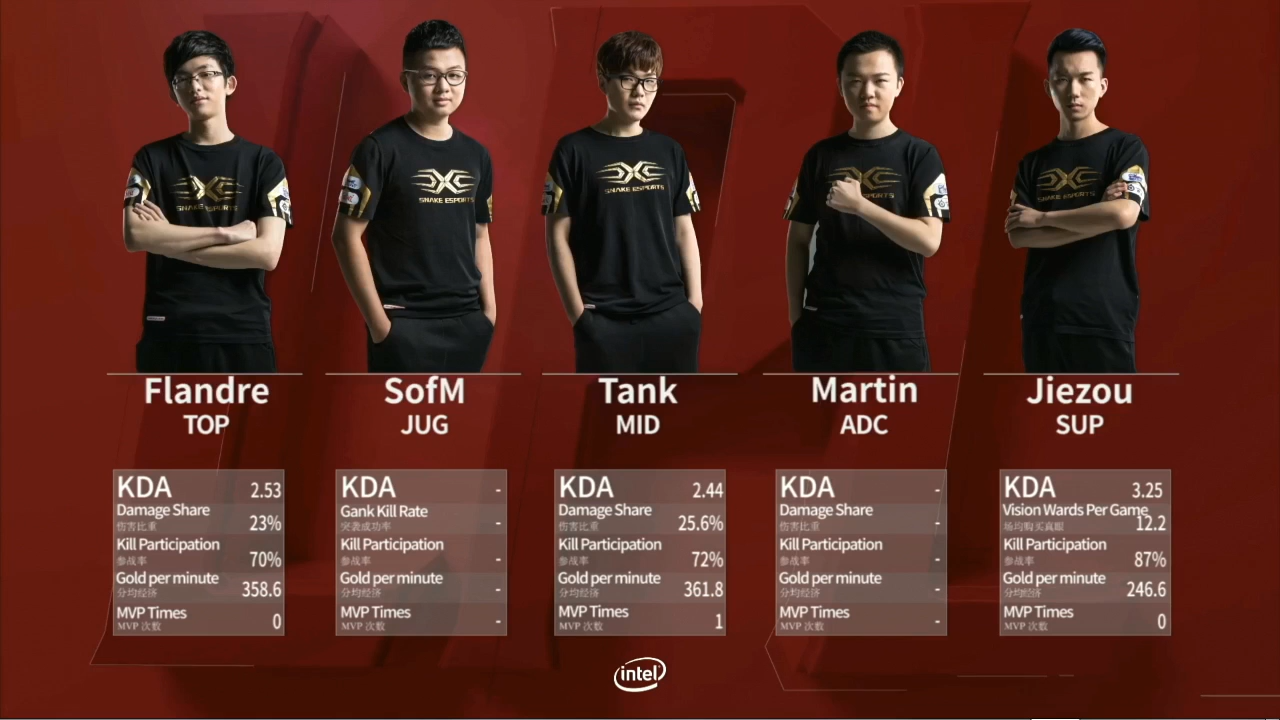 SNAKE ESPORTS
SNAKE ESPORTS
SNAKE ESPORTS
SNAKE ESPORTS
SNAKE ESPORTS
Flandre
TOP
KDA 2.53
Damage Share
伤害比重 23%
Kill Participation
参战率 70%
Gold per minute
分均经济 358.6
MVP Times
MVP 次数 0
SofM
JUG
KDA -
Gank Kill Rate
突袭成功率 -
Kill Participation
参战率 -
Gold per minute
分均经济 -
MVP Times
MVP 次数 -
Tank
MID
KDA 2.44
Damage Share
伤害比重 25.6%
Kill Participation
参战率 72%
Gold per minute
分均经济 361.8
MVP Times
MVP 次数 1
Martin
ADC
KDA -
Damage Share
伤害比重 -
Kill Participation
参战率 -
Gold per minute
分均经济 -
MVP Times
MVP 次数 -
Jiezou
SUP
KDA 3.25
Vision Wards Per Game
场均购买真眼 12.2
Kill Participation
参战率 87%
Gold per minute
分均经济 246.6
MVP Times
MVP 次数 0
intel